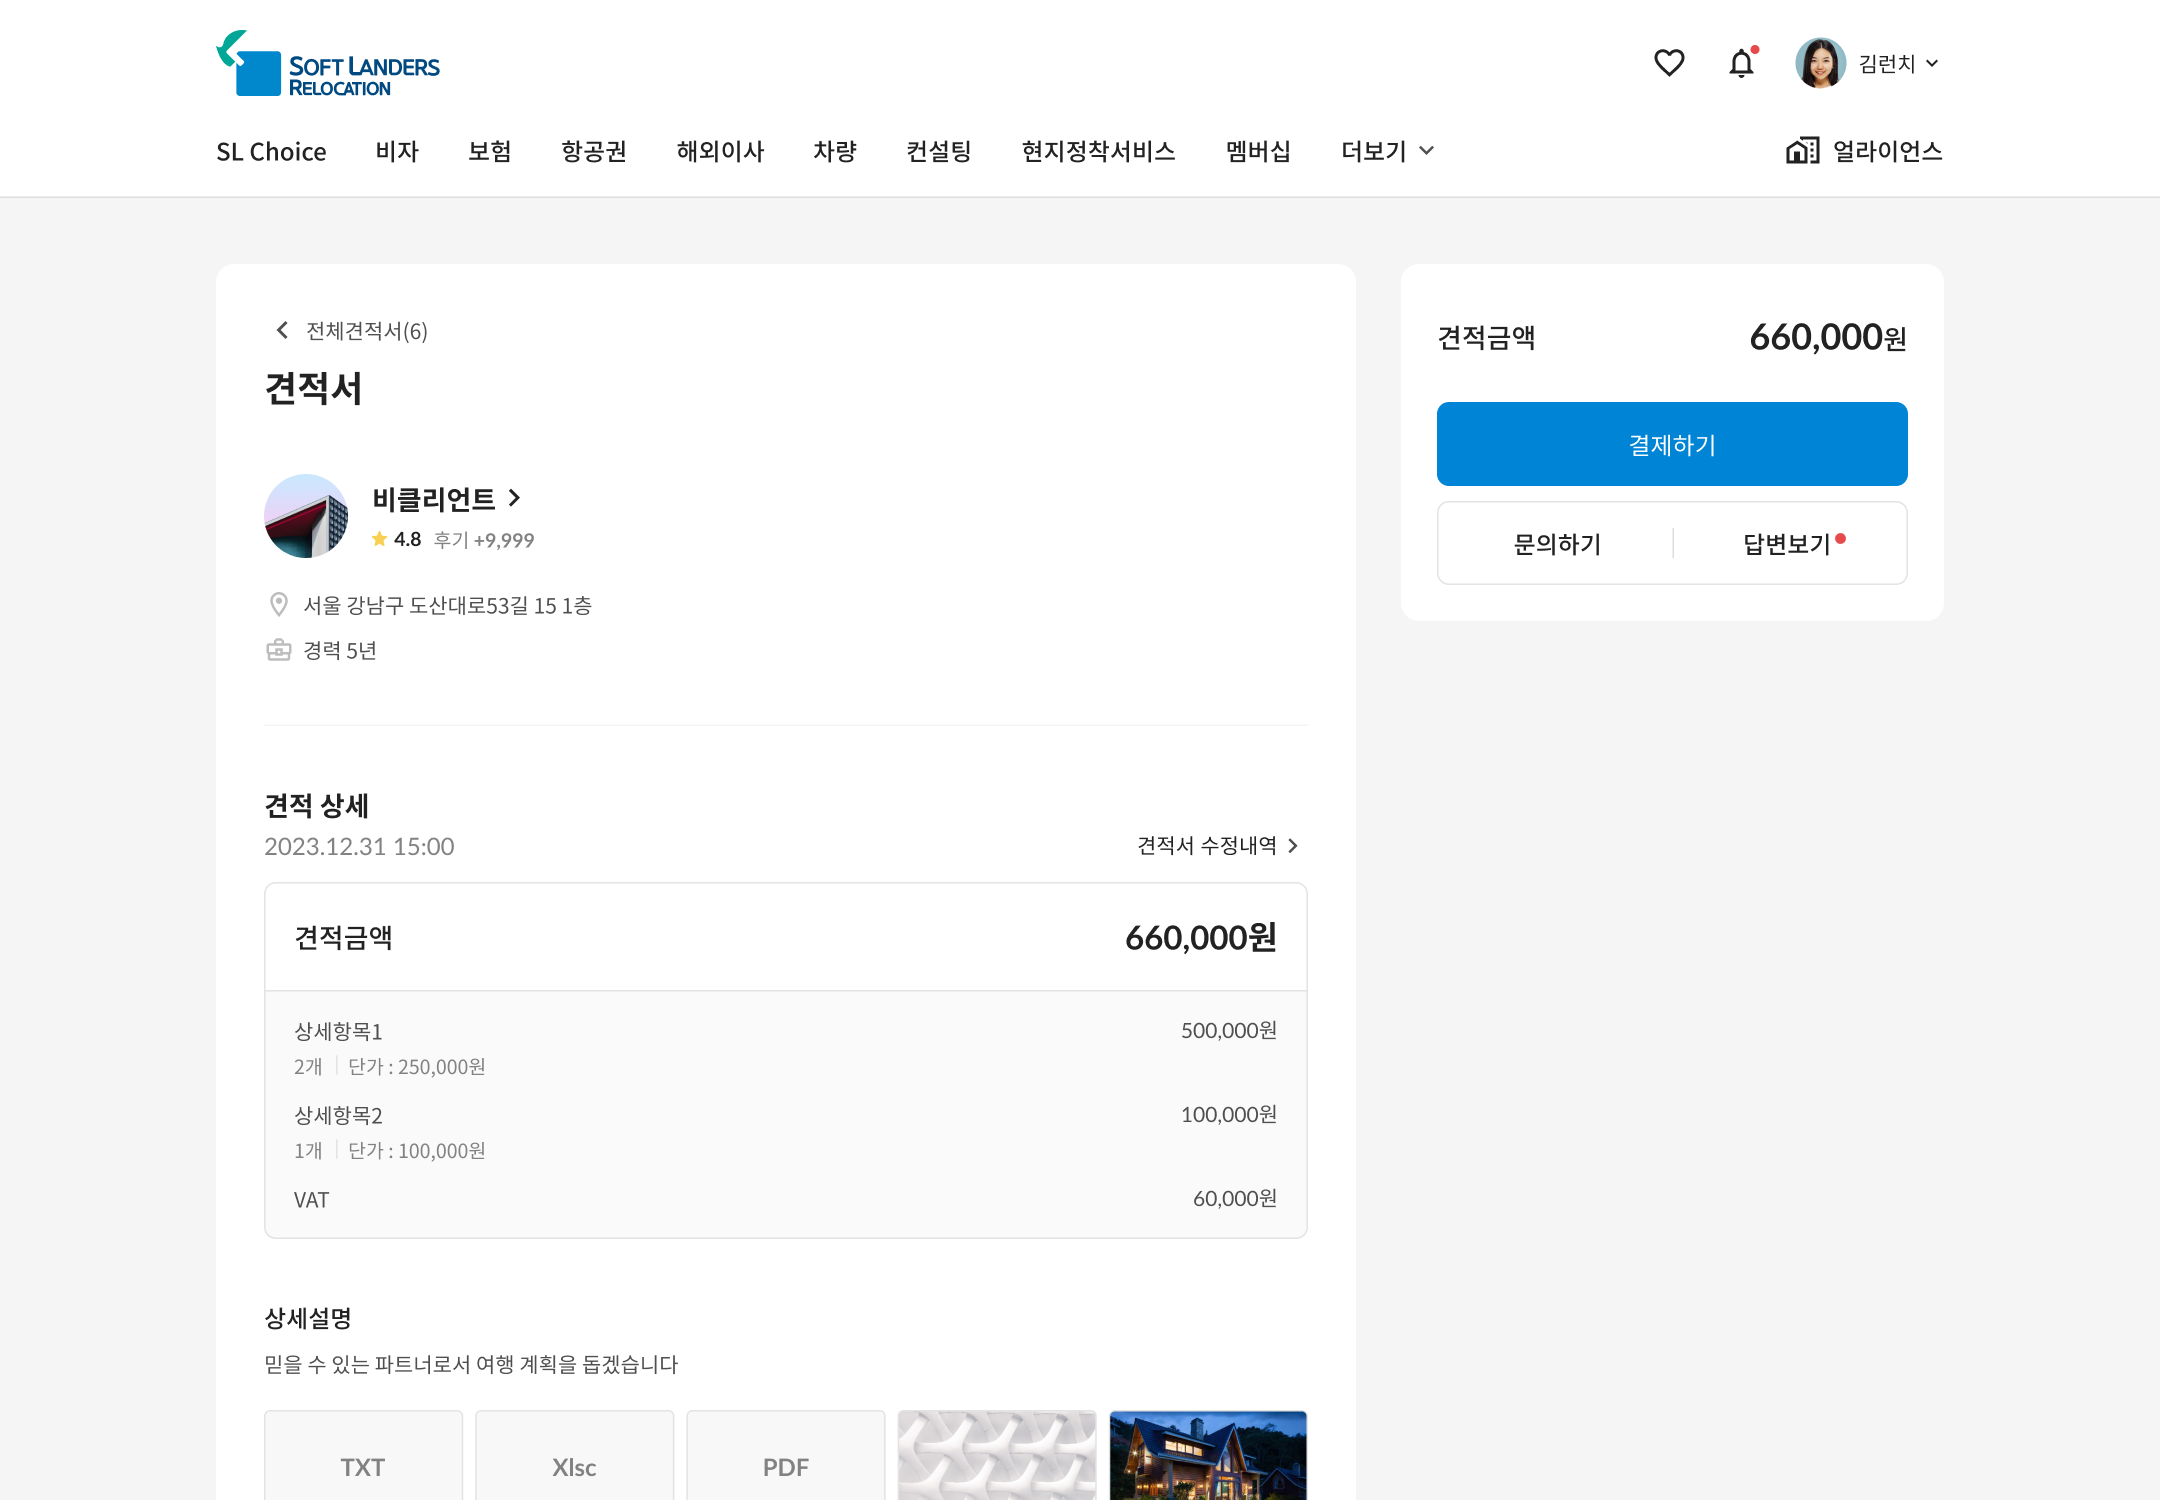 SOFT LANDERS
RELOCATION
김런치
SL Choice 비자 보험 항공권 해외이사 차량 컨설팅 현지정착서비스 멤버십 더보기 얼라이언스
전체견적서(6)
견적서
비클리언트
4.8 후기 +9,999
서울 강남구 도산대로53길 15 1층
경력 5년
견적 상세
2023.12.31 15:00 견적서 수정내역
견적금액 660,000원
상세항목1 500,000원
2개 단가 : 250,000원
상세항목2 100,000원
1개 단가 : 100,000원
VAT 60,000원
상세설명
믿을 수 있는 파트너로서 여행 계획을 돕겠습니다
TXT Xlsc PDF
견적금액 660,000원
결제하기
문의하기 답변보기